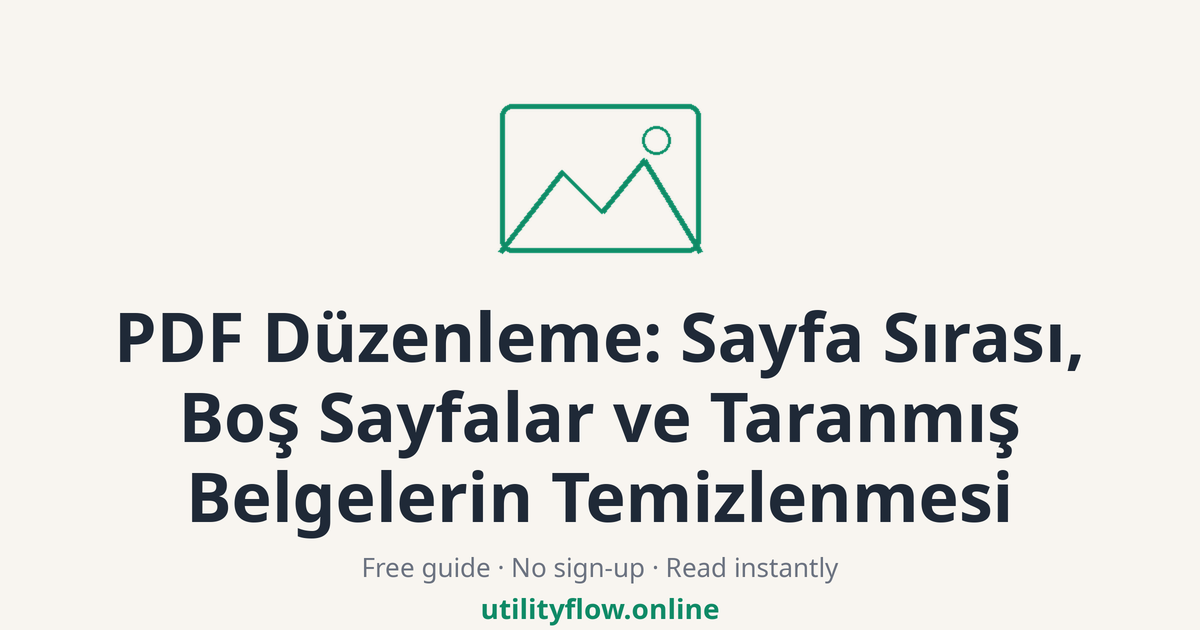 PDF Düzenleme: Sayfa Sırası,
Boş Sayfalar ve Taranmış
Belgelerin Temizlenmesi
Free guide · No sign-up · Read instantly
utilityflow.online